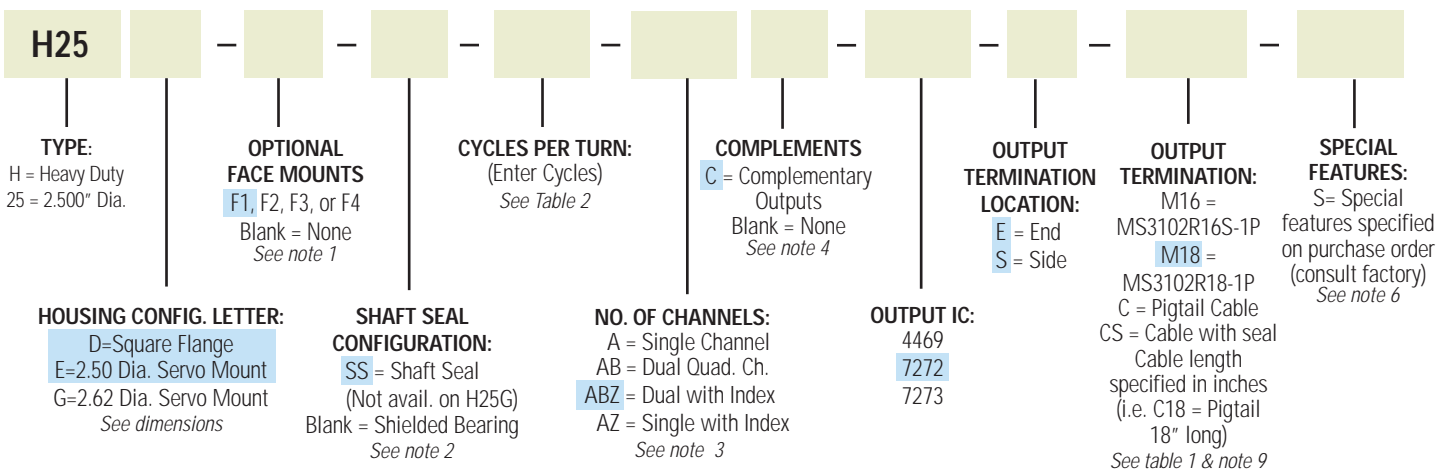 H25 – – – – – – – –
TYPE:
H = Heavy Duty
25 = 2.500" Dia.
OPTIONAL
FACE MOUNTS
F1, F2, F3, or F4
Blank = None
See note 1
CYCLES PER TURN:
(Enter Cycles)
See Table 2
COMPLEMENTS
C = Complementary
Outputs
Blank = None
See note 4
OUTPUT
TERMINATION
LOCATION:
E = End
S = Side
OUTPUT
TERMINATION:
M16 =
MS3102R16S-1P
M18 =
MS3102R18-1P
C = Pigtail Cable
CS = Cable with seal
Cable length
specified in inches
(i.e. C18 = Pigtail
18" long)
See table 1 & note 9
SPECIAL
FEATURES:
S= Special
features specified
on purchase order
(consult factory)
See note 6
HOUSING CONFIG. LETTER:
D=Square Flange
E=2.50 Dia. Servo Mount
G=2.62 Dia. Servo Mount
See dimensions
SHAFT SEAL
CONFIGURATION:
SS = Shaft Seal
(Not avail. on H25G)
Blank = Shielded Bearing
See note 2
NO. OF CHANNELS:
A = Single Channel
AB = Dual Quad. Ch.
ABZ = Dual with Index
AZ = Single with Index
See note 3
OUTPUT IC:
4469
7272
7273